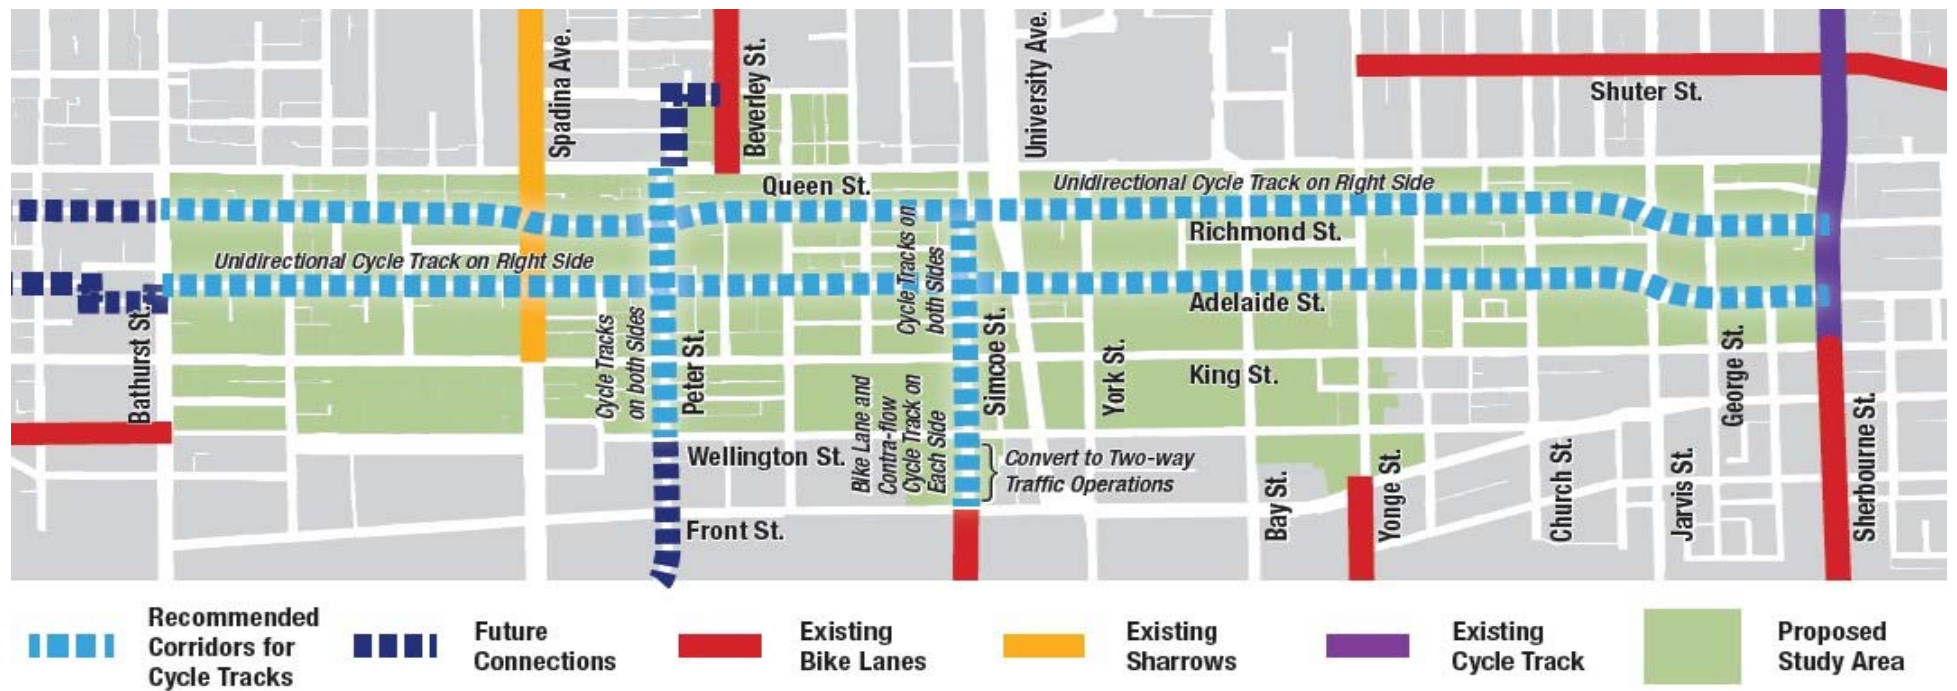 Spadina Ave.
Beverley St.
University Ave.
Shuter St.
Queen St.
Unidirectional Cycle Track on Right Side
Richmond St.
Unidirectional Cycle Track on Right Side
Cycle Tracks on
both Sides
Adelaide St.
Bathurst St.
Cycle Tracks
on both Sides
Peter St.
Simcoe St.
York St.
King St.
George St.
Bike Lane and
Contra-flow
Cycle Track on
Each Side
Wellington St.
Convert to Two-way
Traffic Operations
Front St.
Bay St.
Yonge St.
Church St.
Jarvis St.
Sherbourne St.
Recommended
Corridors for
Cycle Tracks
Future
Connections
Existing
Bike Lanes
Existing
Sharrows
Existing
Cycle Track
Proposed
Study Area